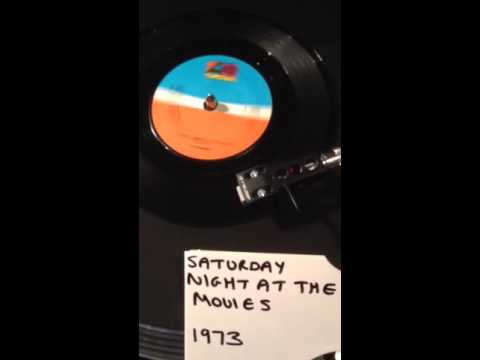 SATURDAY
NIGHT AT THE
MOVIES
1973